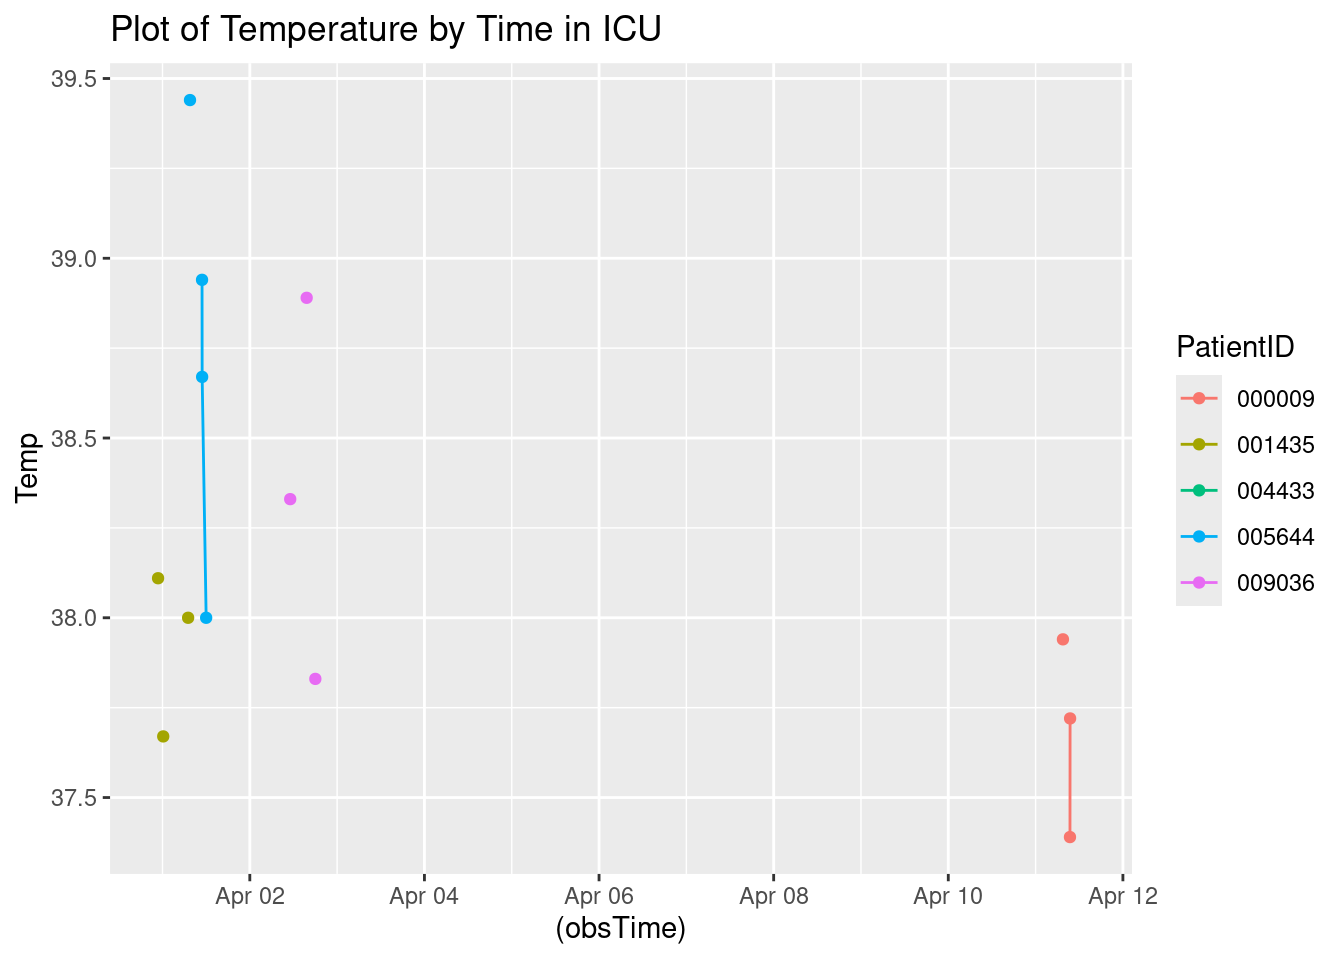 Plot of Temperature by Time in ICU
39.5
39.0
38.5
38.0
37.5
Temp
Apr 02
Apr 04
Apr 06
Apr 08
Apr 10
Apr 12
(obsTime)
PatientID
000009
001435
004433
005644
009036